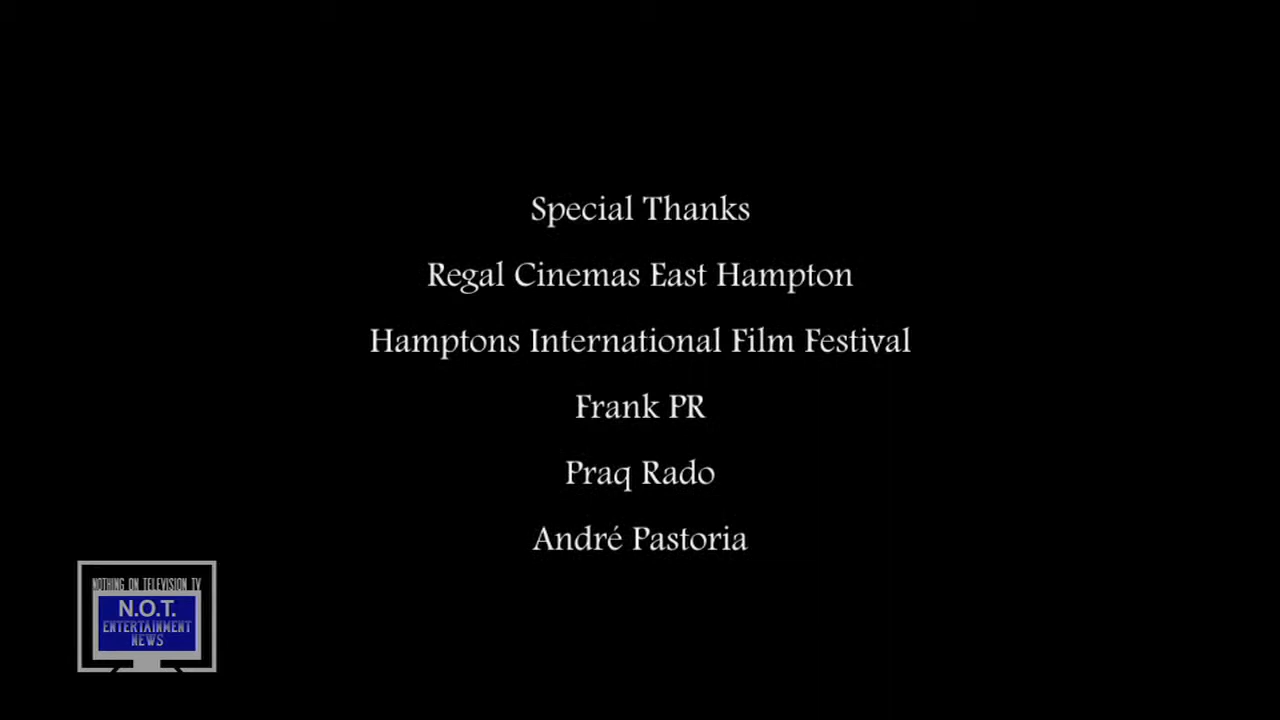 Special Thanks
Regal Cinemas East Hampton
Hamptons International Film Festival
Frank PR
Praq Rado
André Pastoria
NOTHING ON TELEVISION TV
N.O.T.
ENTERTAINMENT
NEWS